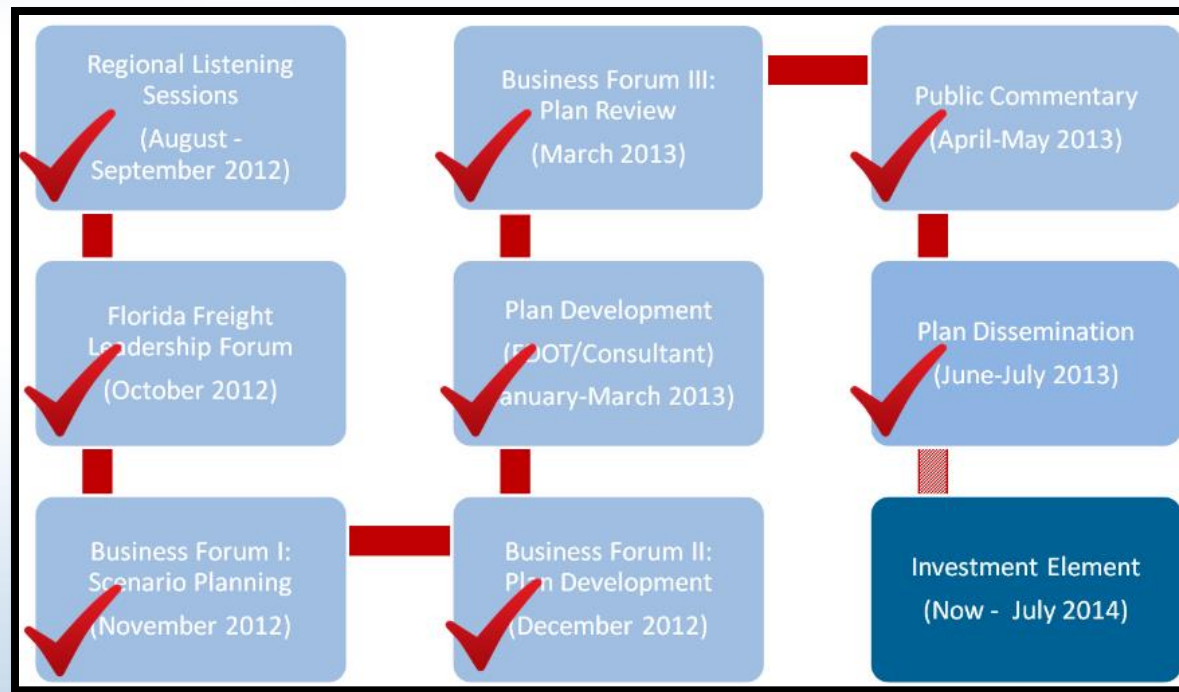 Regional Listening
Sessions
(August -
September 2012)
Florida Freight
Leadership Forum
(October 2012)
Business Forum I:
Scenario Planning
(November 2012)
Business Forum II:
Plan Development
(December 2012)
Plan Development
(FDOT/Consultant)
anuary-March 2013)
Business Forum III:
Plan Review
(March 2013)
Public Commentary
(April-May 2013)
Plan Dissemination
(June-July 2013)
Investment Element
(Now - July 2014)